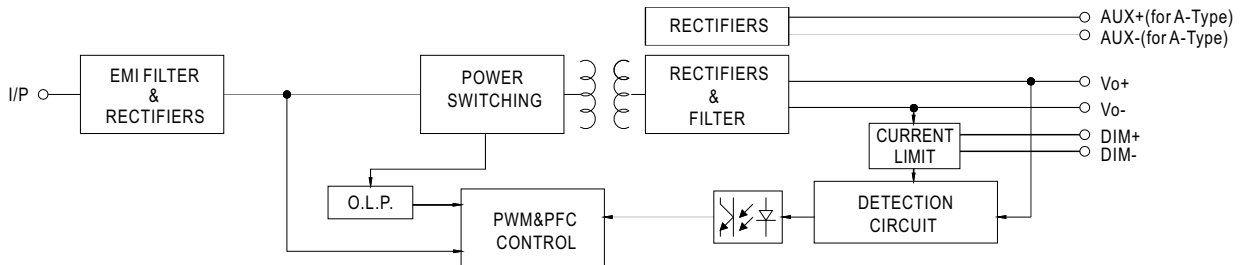 RECTIFIERS
AUX+(for A-Type)
AUX-(for A-Type)
I/P
EMI FILTER
&
RECTIFIERS
POWER
SWITCHING
RECTIFIERS
&
FILTER
Vo+
Vo-
CURRENT
LIMIT
DIM+
DIM-
O.L.P.
PWM&PFC
CONTROL
DETECTION
CIRCUIT